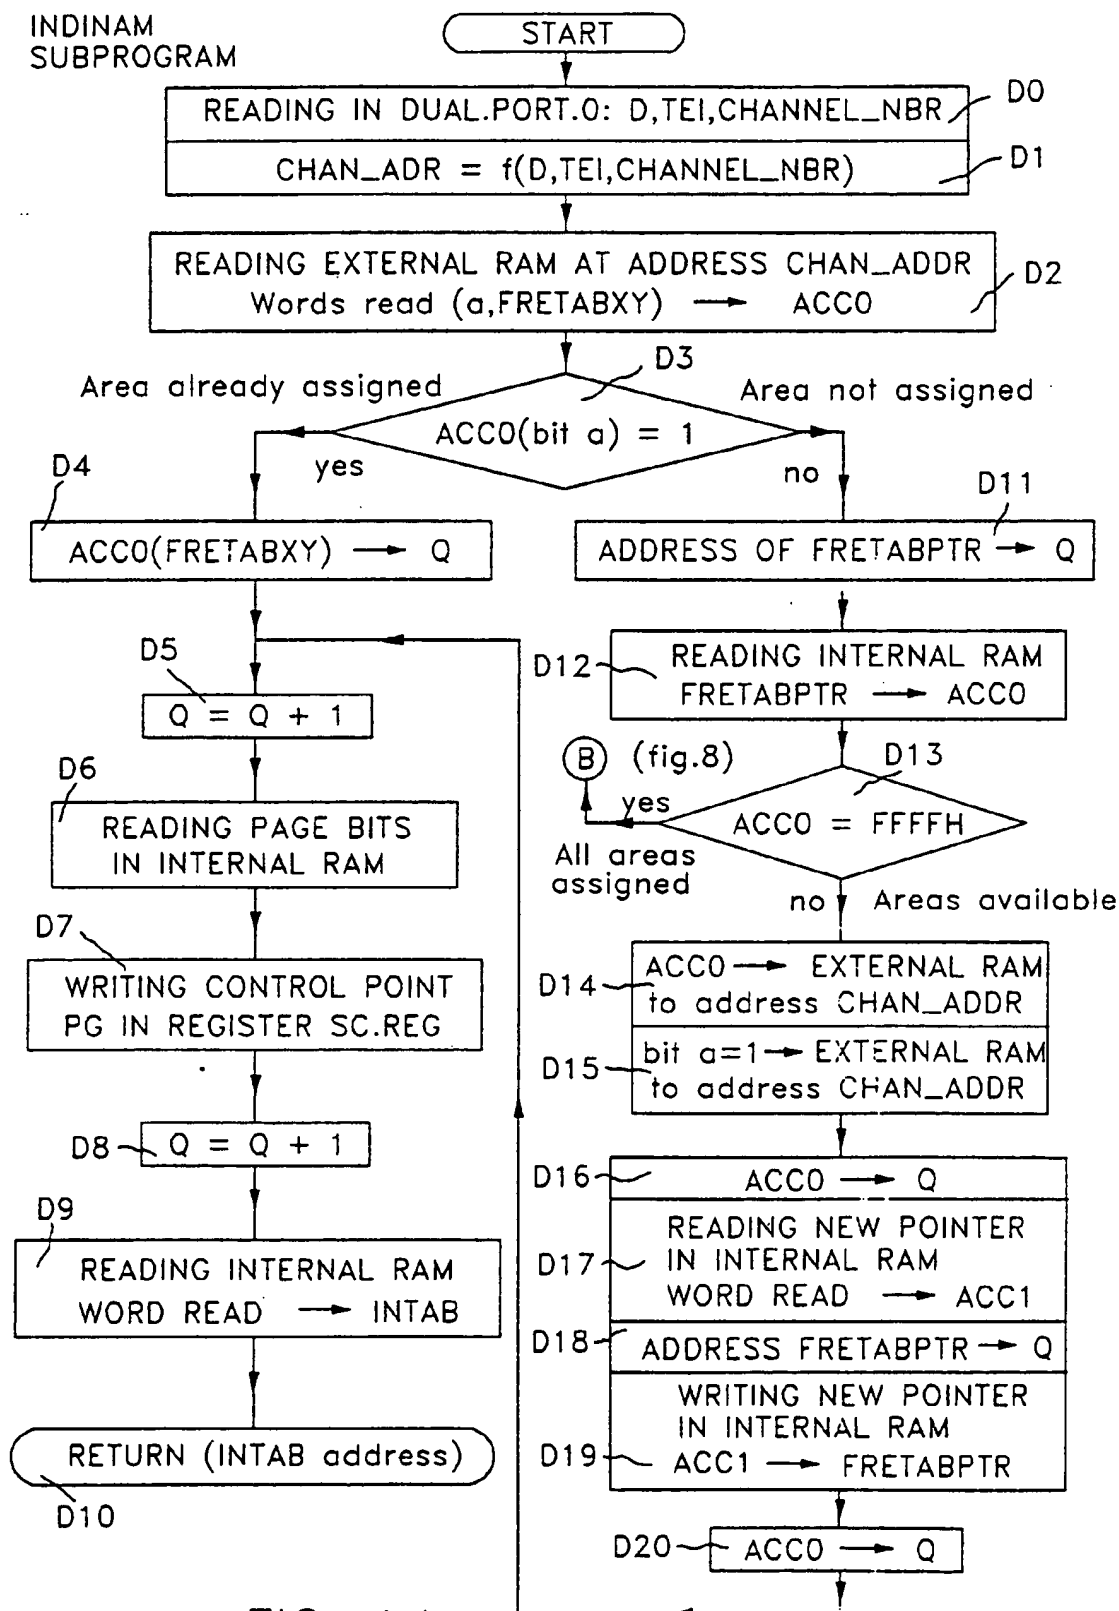 INDINAM
SUBPROGRAM
START
READING IN DUAL.PORT.0: D,TEI,CHANNEL_NBR
D0
CHAN_ADR = f(D,TEI,CHANNEL_NBR)
D1
READING EXTERNAL RAM AT ADDRESS CHAN_ADDR
Words read (a,FRETABXY) → ACC0
D2
D3
Area already assigned
Area not assigned
ACC0(bit a) = 1
yes
no
D4
ACC0(FRETABXY) → Q
D11
ADDRESS OF FRETABPTR → Q
D5
Q = Q + 1
D12
READING INTERNAL RAM
FRETABPTR → ACC0
D6
READING PAGE BITS
IN INTERNAL RAM
B (fig.8)
D13
yes
ACC0 = FFFFH
All areas
assigned
no
Areas available
D7
WRITING CONTROL POINT
PG IN REGISTER SC.REG
D14
ACC0 → EXTERNAL RAM
to address CHAN_ADDR
D15
bit a=1 → EXTERNAL RAM
to address CHAN_ADDR
D8
Q = Q + 1
D16
ACC0 → Q
D9
READING INTERNAL RAM
WORD READ → INTAB
D17
READING NEW POINTER
IN INTERNAL RAM
WORD READ → ACC1
D18
ADDRESS FRETABPTR → Q
D19
WRITING NEW POINTER
IN INTERNAL RAM
ACC1 → FRETABPTR
RETURN (INTAB address)
D10
D20
ACC0 → Q